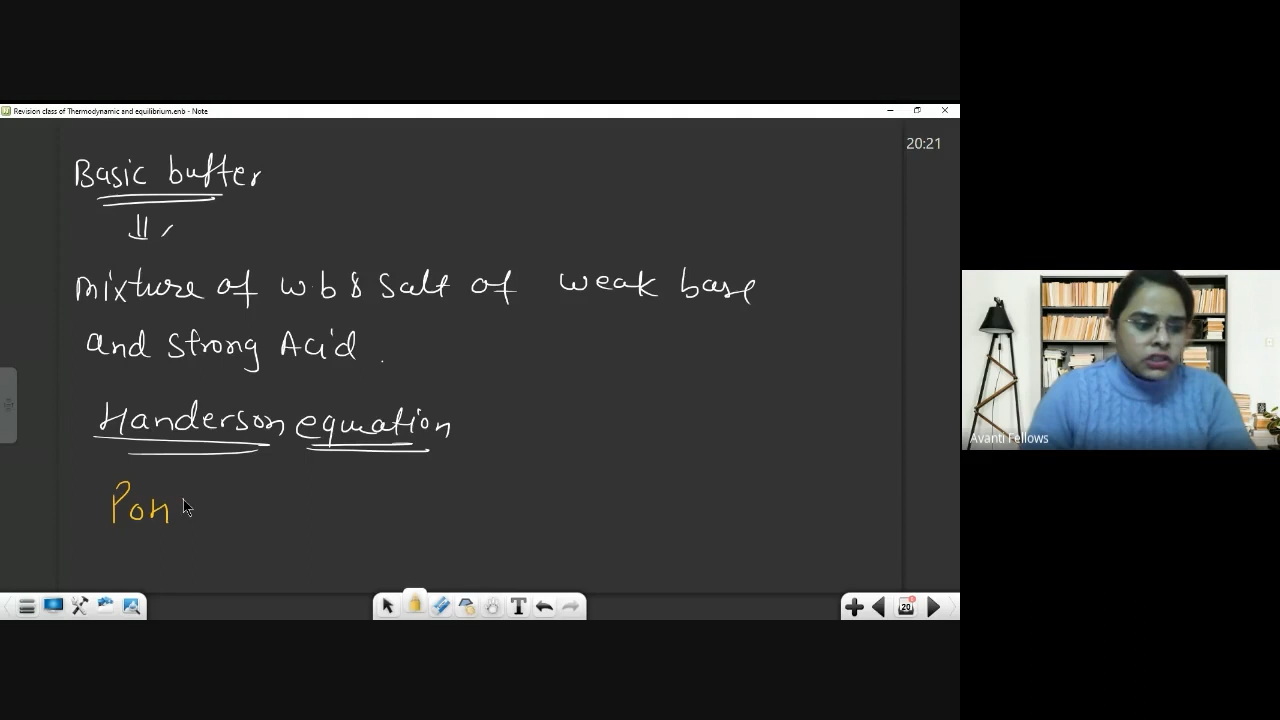 Revision class of Thermodynamic and equilibrium.enb - Note
20:21
Basic buffer
mixture of w.b & Salt of weak base
and Strong Acid.
Handerson equation
POH
Avanti Fellows
T
20